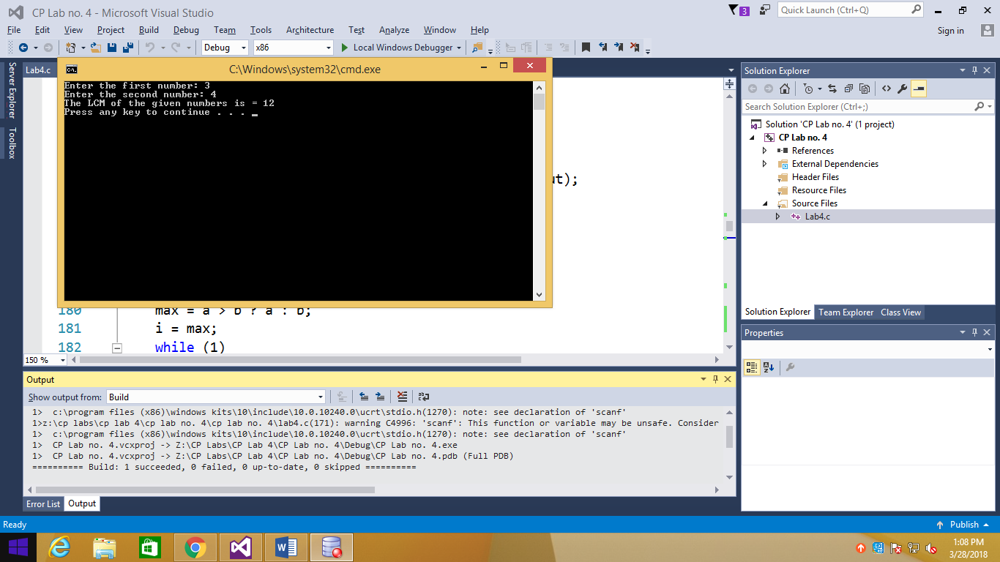 CP Lab no. 4 - Microsoft Visual Studio
3
Quick Launch (Ctrl+Q)
File Edit View Project Build Debug Team Tools Architecture Test Analyze Window Help
Sign in
Debug x86 Local Windows Debugger
Server Explorer
Toolbox
Lab4.c
C:\Windows\system32\cmd.exe
Enter the first number: 3
Enter the second number: 4
The LCM of the given numbers is = 12
Press any key to continue . . .
ut);
180 max = a > b ? a : b;
181 i = max;
182 while (1)
150 %
Solution Explorer
Search Solution Explorer (Ctrl+;)
Solution 'CP Lab no. 4' (1 project)
CP Lab no. 4
References
External Dependencies
Header Files
Resource Files
Source Files
Lab4.c
Solution Explorer Team Explorer Class View
Properties
Output
Show output from: Build
1> c:\program files (x86)\windows kits\10\include\10.0.10240.0\ucrt\stdio.h(1270): note: see declaration of 'scanf'
1>z:\cp labs\cp lab 4\cp lab no. 4\cp lab no. 4\lab4.c(171): warning C4996: 'scanf': This function or variable may be unsafe. Consider
1> c:\program files (x86)\windows kits\10\include\10.0.10240.0\ucrt\stdio.h(1270): note: see declaration of 'scanf'
1> CP Lab no. 4.vcxproj -> Z:\CP Labs\CP Lab 4\CP Lab no. 4\Debug\CP Lab no. 4.exe
1> CP Lab no. 4.vcxproj -> Z:\CP Labs\CP Lab 4\CP Lab no. 4\Debug\CP Lab no. 4.pdb (Full PDB)
========== Build: 1 succeeded, 0 failed, 0 up-to-date, 0 skipped ==========
Error List Output
Ready
Publish
1:08 PM
3/28/2018